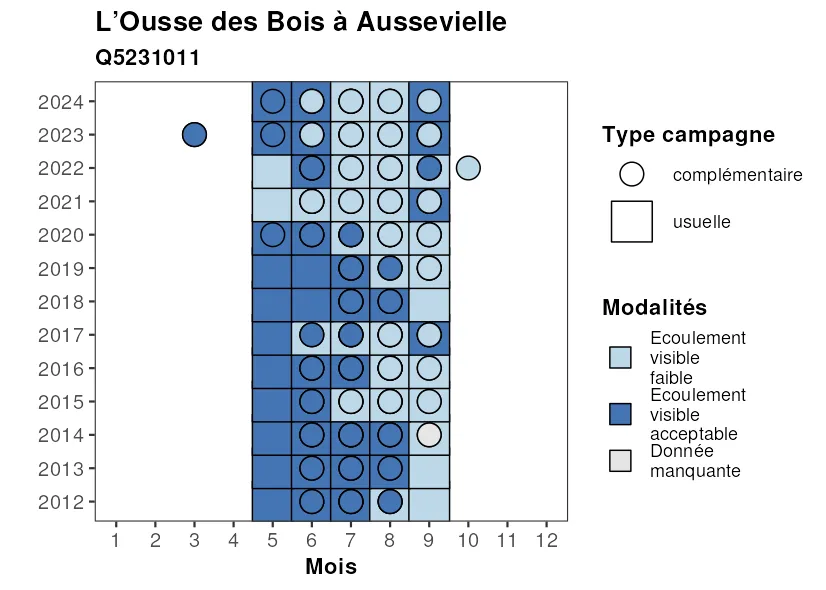 L’Ousse des Bois à Aussevielle
Q5231011
2024
2023
2022
2021
2020
2019
2018
2017
2016
2015
2014
2013
2012
1 2 3 4 5 6 7 8 9 10 11 12
Mois
Type campagne
complémentaire
usuelle
Modalités
Ecoulement
visible
faible
Ecoulement
visible
acceptable
Donnée
manquante